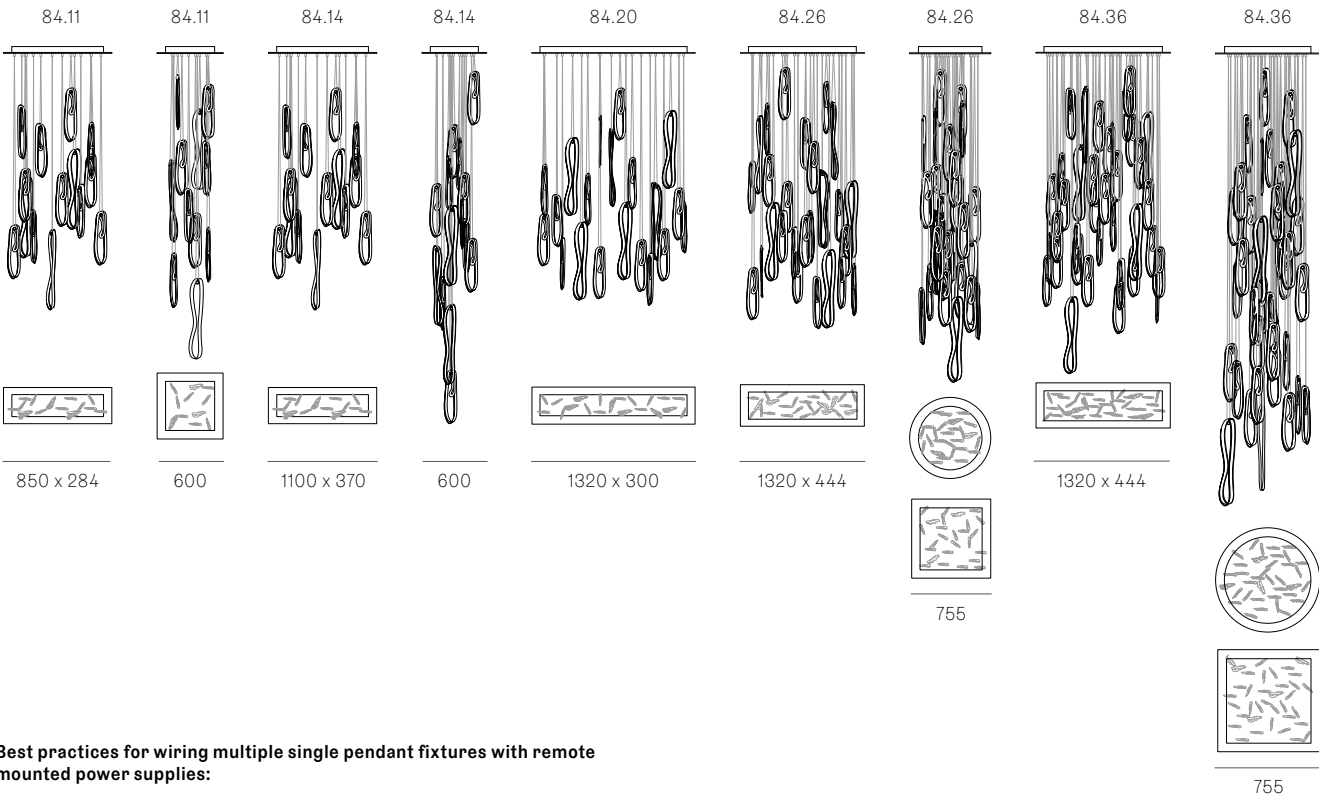 84.11 84.11 84.14 84.14 84.20 84.26 84.26 84.36 84.36
850 x 284 600 1100 x 370 600 1320 x 300 1320 x 444 1320 x 444
755
Best practices for wiring multiple single pendant fixtures with remote
mounted power supplies:
755